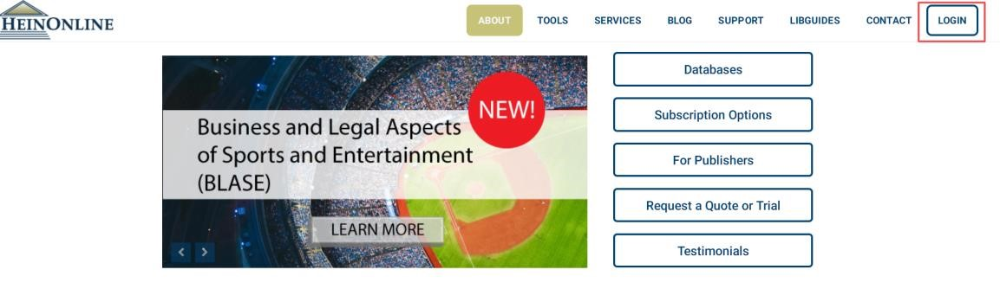 HEINONLINE
ABOUT TOOLS SERVICES BLOG SUPPORT LIBGUIDES CONTACT LOGIN
NEW!
Business and Legal Aspects
of Sports and Entertainment
(BLASE)
LEARN MORE
Databases
Subscription Options
For Publishers
Request a Quote or Trial
Testimonials